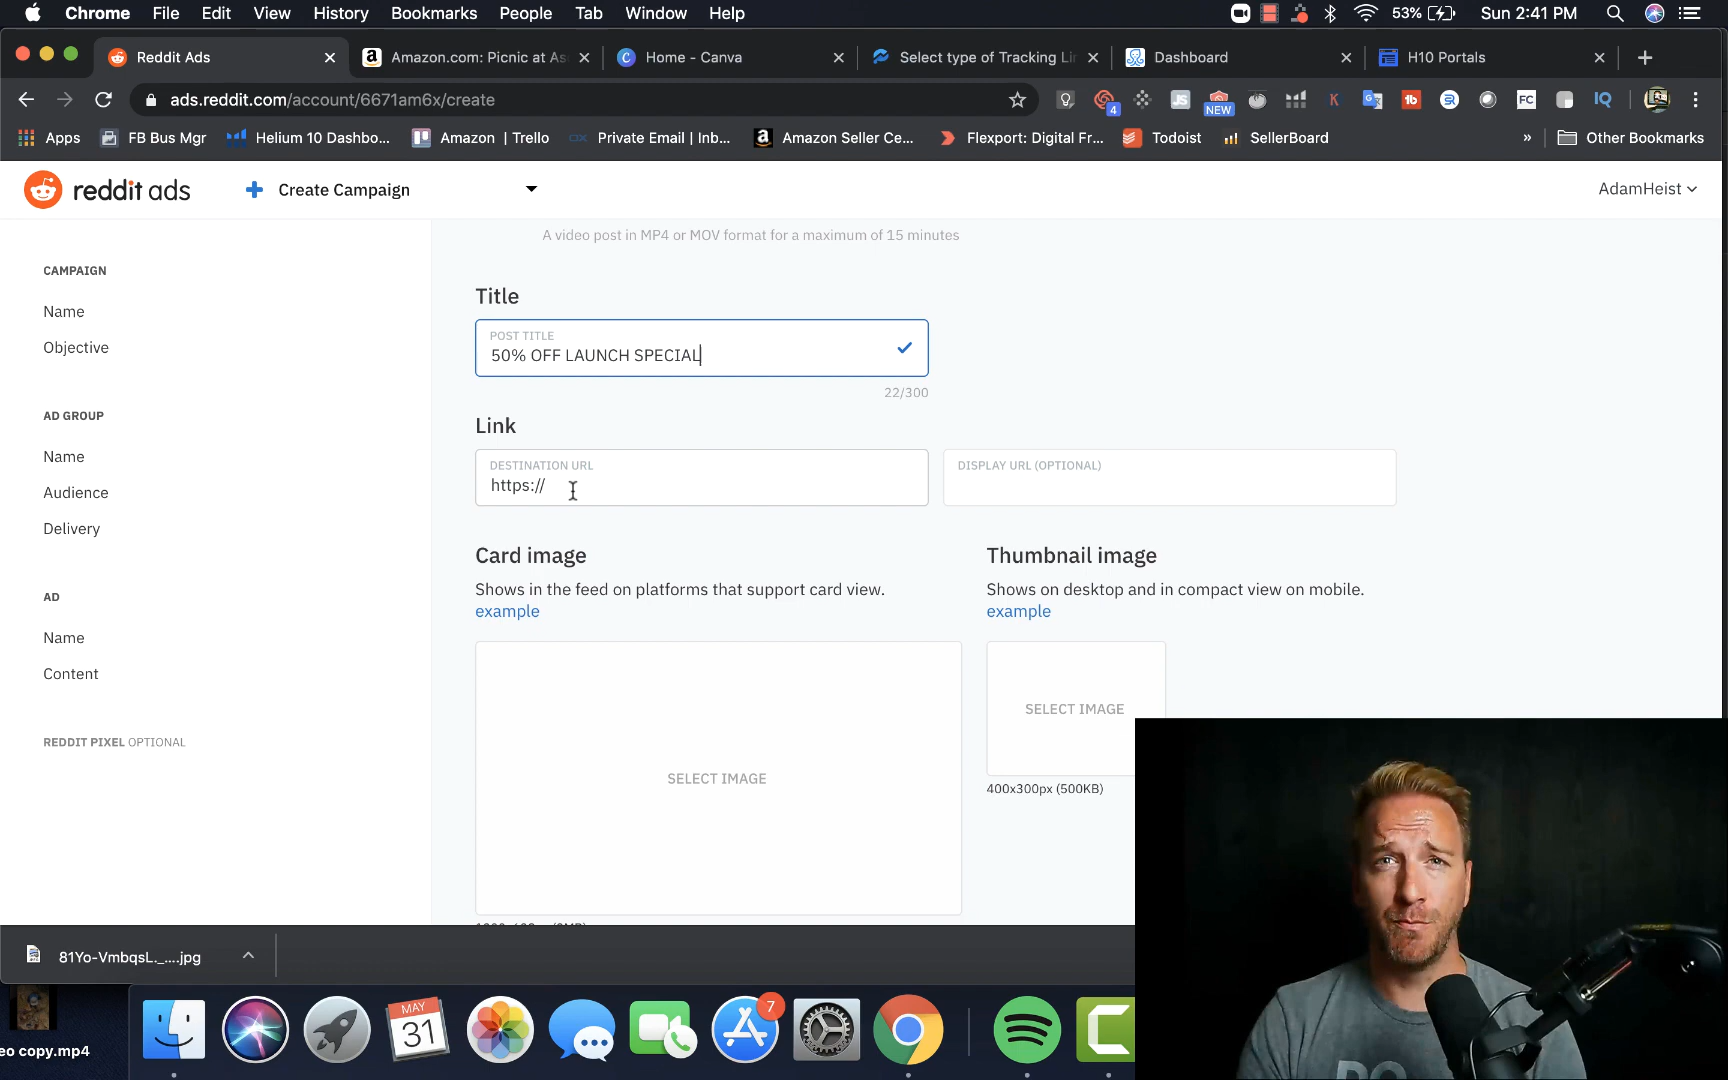 Chrome File Edit View History Bookmarks People Tab Window Help 53% Sun 2:41 PM
Reddit Ads Amazon.com: Picnic at As Home - Canva Select type of Tracking Lin Dashboard H10 Portals
ads.reddit.com/account/6671am6x/create 4 JS NEW K 1b FC IQ
Apps FB Bus Mgr Helium 10 Dashbo... Amazon | Trello Private Email | Inb... Amazon Seller Ce... Flexport: Digital Fr... Todoist SellerBoard » Other Bookmarks
reddit ads Create Campaign AdamHeist
A video post in MP4 or MOV format for a maximum of 15 minutes
CAMPAIGN
Name
Objective
AD GROUP
Name
Audience
Delivery
AD
Name
Content
REDDIT PIXEL OPTIONAL
Title
POST TITLE
50% OFF LAUNCH SPECIAL
22/300
Link
DESTINATION URL
https://
DISPLAY URL (OPTIONAL)
Card image
Shows in the feed on platforms that support card view.
example
SELECT IMAGE
Thumbnail image
Shows on desktop and in compact view on mobile.
example
SELECT IMAGE
400x300px (500KB)
81Yo-VmbqsL._....jpg
MAY
31
7
eo copy.mp4